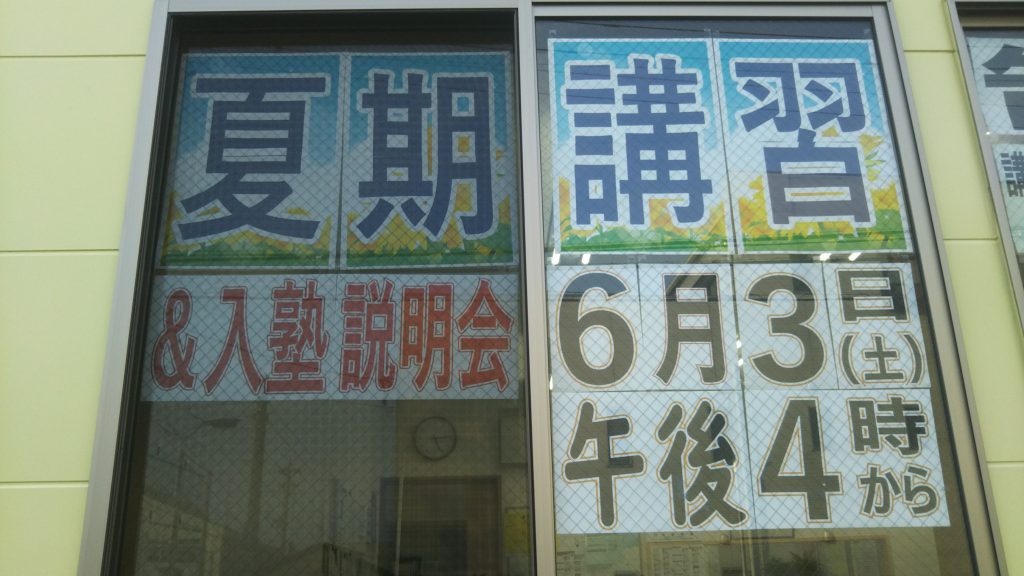 夏期講習
&入塾説明会
6月3日(土)
午後4時から